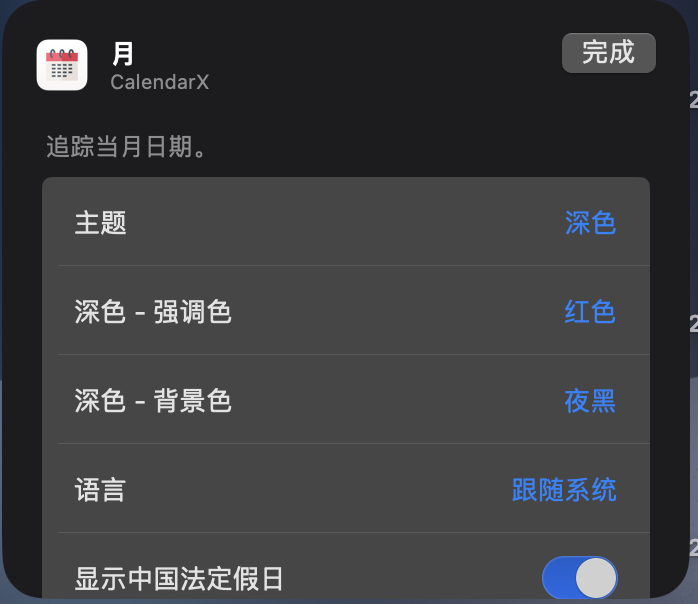 月
完成
CalendarX
追踪当月日期。
主题 深色
深色 - 强调色 红色
深色 - 背景色 夜黑
语言 跟随系统
显示中国法定假日